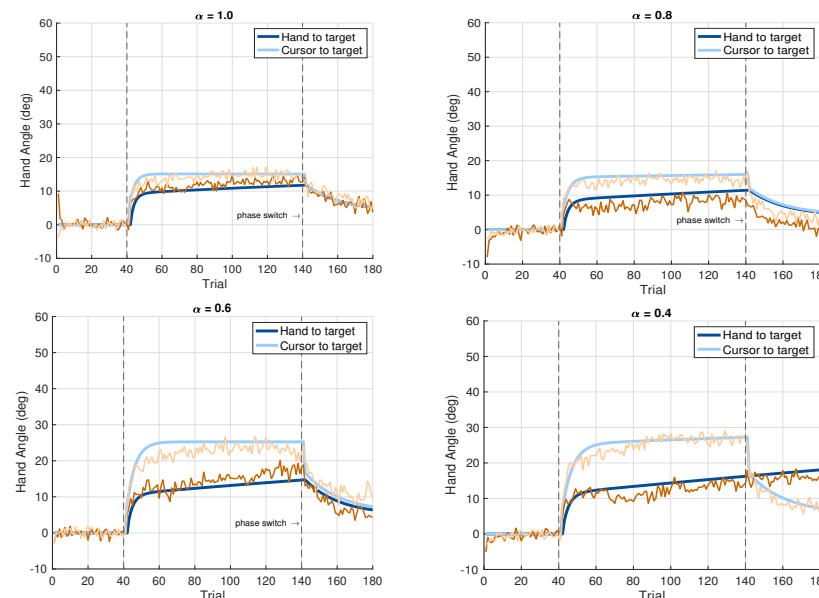 α = 1.0
60
50
40
30
20
10
0
-10
Hand Angle (deg)
Hand to target
Cursor to target
phase switch →
0 20 40 60 80 100 120 140 160 180
Trial
α = 0.8
60
50
40
30
20
10
0
-10
Hand Angle (deg)
Hand to target
Cursor to target
phase switch →
0 20 40 60 80 100 120 140 160 180
Trial
α = 0.6
60
50
40
30
20
10
0
-10
Hand Angle (deg)
Hand to target
Cursor to target
phase switch →
0 20 40 60 80 100 120 140 160 180
Trial
α = 0.4
60
50
40
30
20
10
0
-10
Hand Angle (deg)
Hand to target
Cursor to target
0 20 40 60 80 100 120 140 160 180
Trial